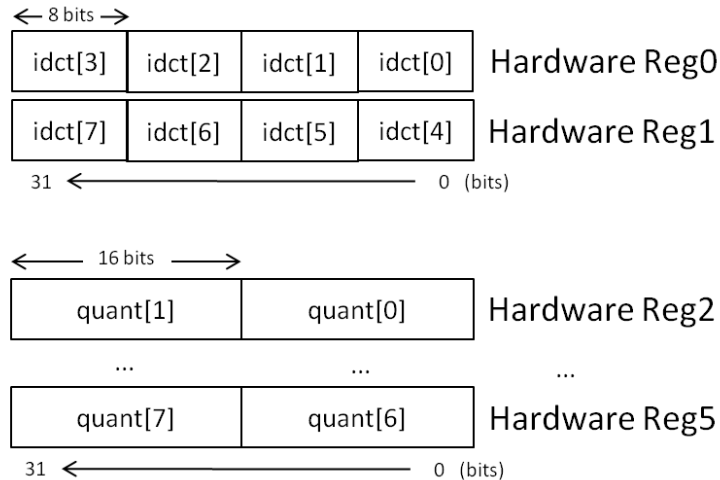 8 bits
idct[3] idct[2] idct[1] idct[0] Hardware Reg0
idct[7] idct[6] idct[5] idct[4] Hardware Reg1
31 0 (bits)
16 bits
quant[1] quant[0] Hardware Reg2
... ... ...
quant[7] quant[6] Hardware Reg5
31 0 (bits)